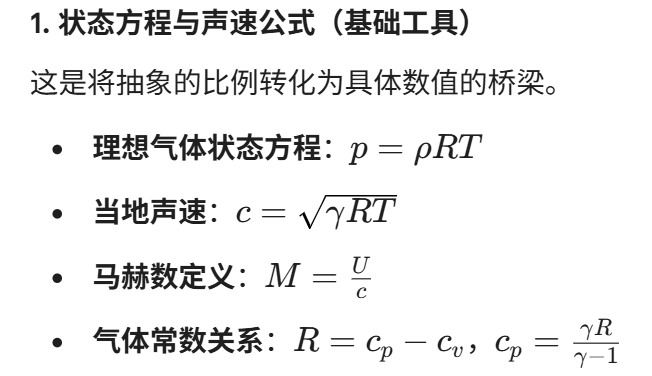 1. 状态方程与声速公式（基础工具）
这是将抽象的比例转化为具体数值的桥梁。
• 理想气体状态方程：p = ρRT
• 当地声速：c = √γRT
• 马赫数定义：M = U/c
• 气体常数关系：R = cₚ − cᵥ，cₚ = γR/γ−1